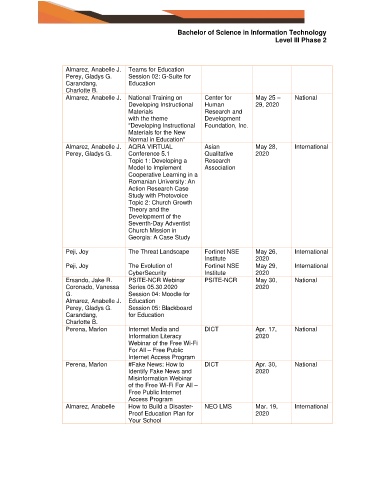 Bachelor of Science in Information Technology
Level III Phase 2
Almarez, Anabelle J.
Perey, Gladys G.
Carandang,
Charlotte B.
Teams for Education
Session 02: G-Suite for
Education
Almarez, Anabelle J.
National Training on
Developing Instructional
Materials
with the theme
"Developing Instructional
Materials for the New
Normal in Education"
Center for
Human
Research and
Development
Foundation, Inc.
May 25 –
29, 2020
National
Almarez, Anabelle J.
Perey, Gladys G.
AQRA VIRTUAL
Conference 5.1
Topic 1: Developing a
Model to Implement
Cooperative Learning in a
Romanian University: An
Action Research Case
Study with Photovoice
Topic 2: Church Growth
Theory and the
Development of the
Seventh-Day Adventist
Church Mission in
Georgia: A Case Study
Asian
Qualitative
Research
Association
May 28,
2020
International
Peji, Joy
The Threat Landscape
Fortinet NSE
Institute
May 26,
2020
International
Peji, Joy
The Evolution of
CyberSecurity
Fortinet NSE
Institute
May 29,
2020
International
Ersando, Jake R.
Coronado, Vanessa
G.
Almarez, Anabelle J.
Perey, Gladys G.
Carandang,
Charlotte B.
PSITE-NCR Webinar
Series 05.30.2020
Session 04: Moodle for
Education
Session 05: Blackboard
for Education
PSITE-NCR
May 30,
2020
National
Perena, Marlon
Internet Media and
Information Literacy
Webinar of the Free Wi-Fi
For All – Free Public
Internet Access Program
DICT
Apr. 17,
2020
National
Perena, Marlon
#Fake News: How to
Identify Fake News and
Misinformation Webinar
of the Free Wi-Fi For All –
Free Public Internet
Access Program
DICT
Apr. 30,
2020
National
Almarez, Anabelle
How to Build a Disaster-
Proof Education Plan for
Your School
NEO LMS
Mar. 19,
2020
International